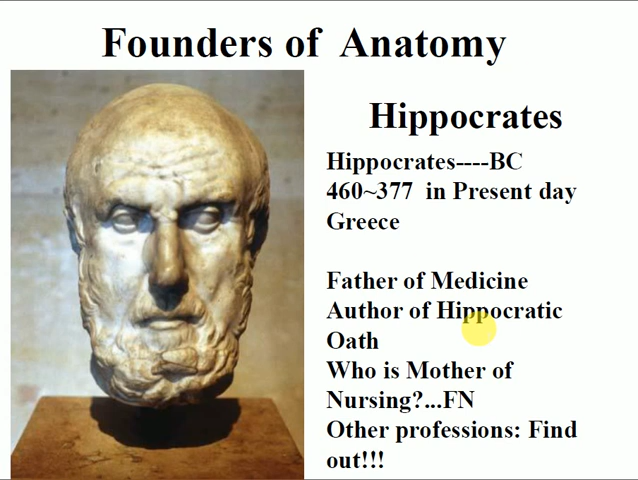 Founders of Anatomy
Hippocrates
Hippocrates----BC
460~377 in Present day
Greece
Father of Medicine
Author of Hippocratic
Oath
Who is Mother of
Nursing?...FN
Other professions: Find
out!!!